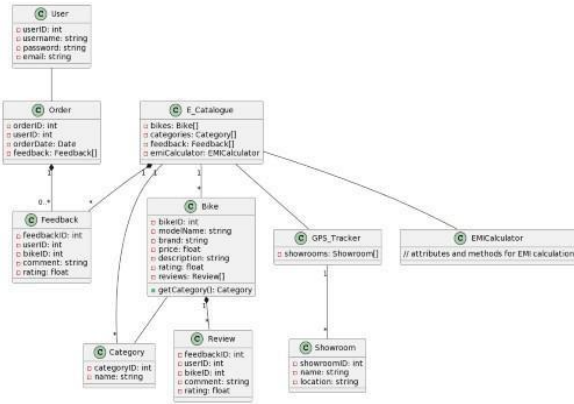 C User
userID: int
username: string
password: string
email: string
C Order
orderID: int
userID: int
orderDate: Date
feedback: Feedback[]
C E_Catalogue
bikes: Bike[]
categories: Category[]
feedback: Feedback[]
emiCalculator: EMICalculator
1
1
1
1
0..*
*
*
C Feedback
feedbackID: int
userID: int
bikeID: int
comment: string
rating: float
C Bike
bikeID: int
modelName: string
brand: string
price: float
description: string
rating: float
reviews: Review[]
getCategory(): Category
C GPS_Tracker
showrooms: Showroom[]
C EMICalculator
// attributes and methods for EMI calculation
1
1
*
*
*
C Category
categoryID: int
name: string
C Review
feedbackID: int
userID: int
bikeID: int
comment: string
rating: float
C Showroom
showroomID: int
name: string
location: string